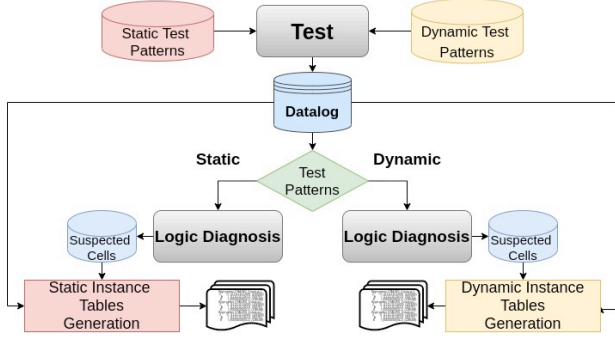 Static Test
Patterns
Test
Dynamic Test
Patterns
Datalog
Static
Dynamic
Test
Patterns
Suspected
Cells
Logic Diagnosis
Logic Diagnosis
Suspected
Cells
Static Instance
Tables
Generation
Dynamic Instance
Tables
Generation